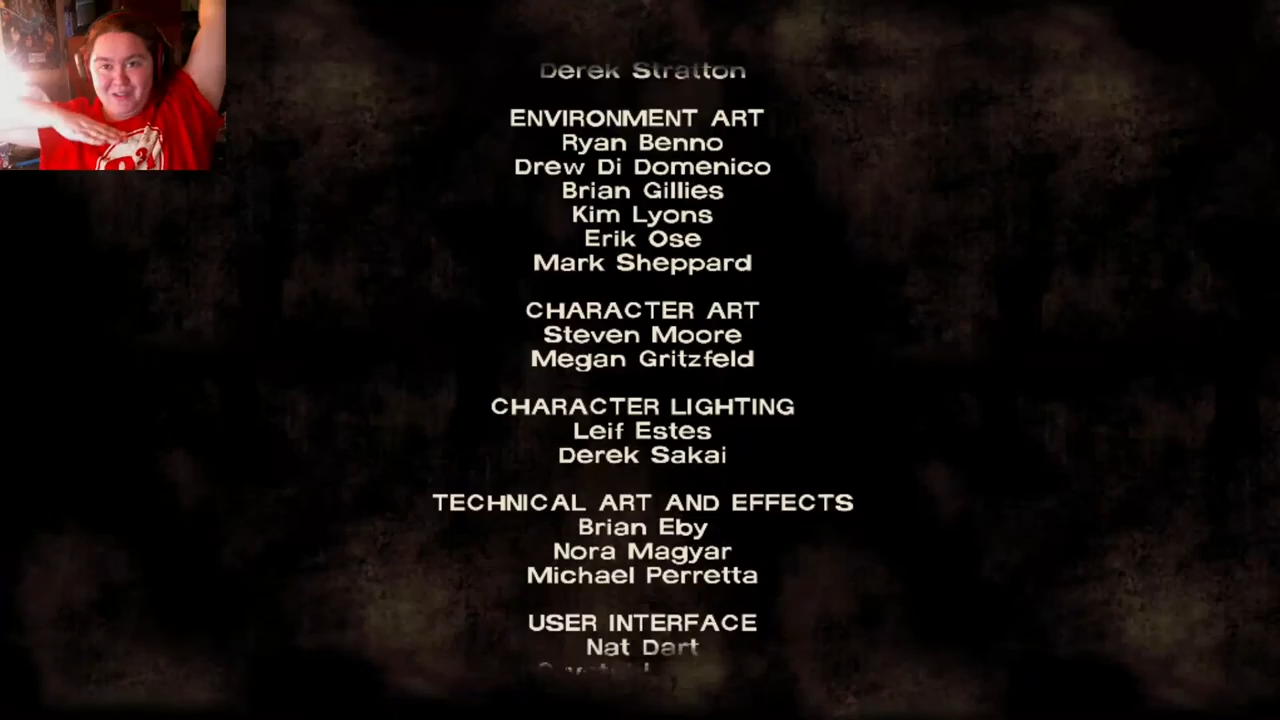 Derek Stratton
ENVIRONMENT ART
Ryan Benno
Drew Di Domenico
Brian Gillies
Kim Lyons
Erik Ose
Mark Sheppard
CHARACTER ART
Steven Moore
Megan Gritzfeld
CHARACTER LIGHTING
Leif Estes
Derek Sakai
TECHNICAL ART AND EFFECTS
Brian Eby
Nora Magyar
Michael Perretta
USER INTERFACE
Nat Dart